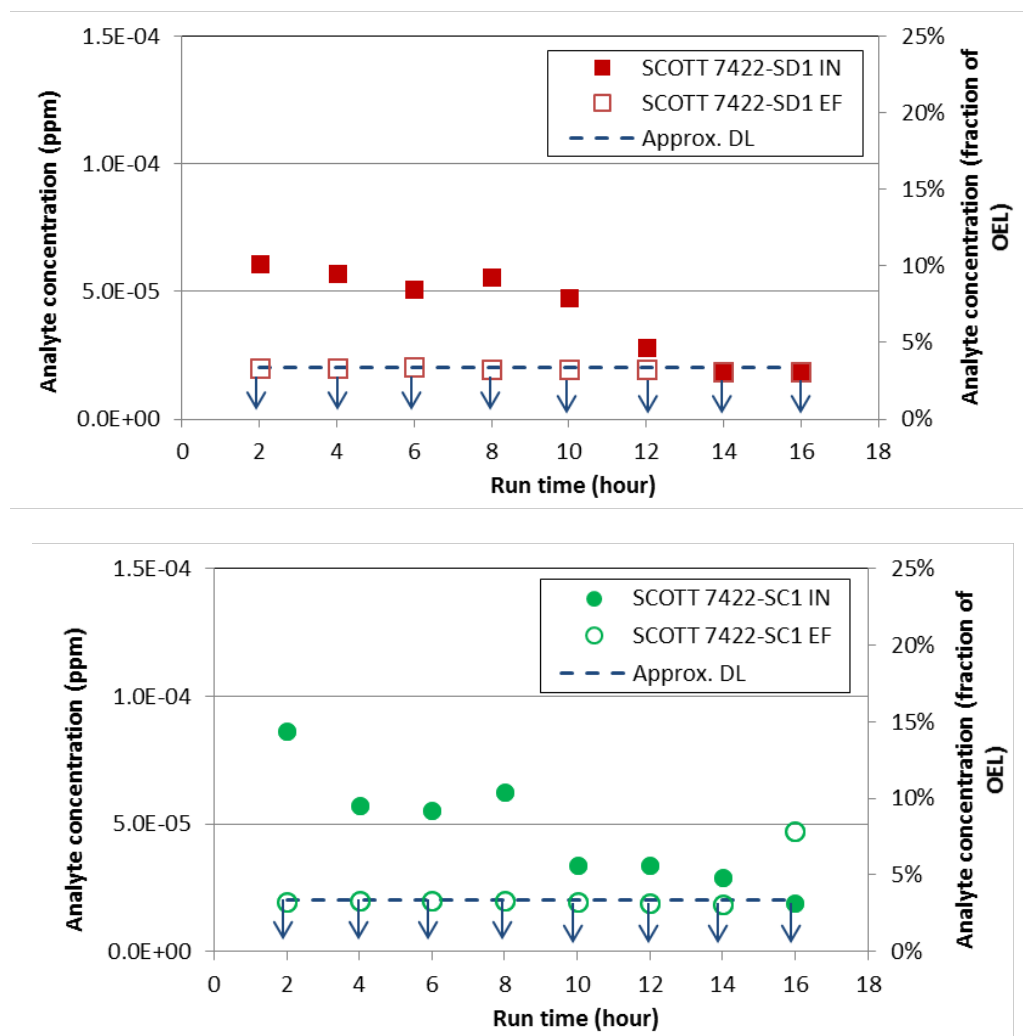 1.5E-04
1.0E-04
5.0E-05
0.0E+00
Analyte concentration (ppm)
SCOTT 7422-SD1 IN
SCOTT 7422-SD1 EF
Approx. DL
25%
20%
15%
10%
5%
0%
Analyte concentration (fraction of
OEL)
0 2 4 6 8 10 12 14 16 18
Run time (hour)
1.5E-04
1.0E-04
5.0E-05
0.0E+00
Analyte concentration (ppm)
SCOTT 7422-SC1 IN
SCOTT 7422-SC1 EF
Approx. DL
25%
20%
15%
10%
5%
0%
Analyte concentration (fraction of
OEL)
0 2 4 6 8 10 12 14 16 18
Run time (hour)